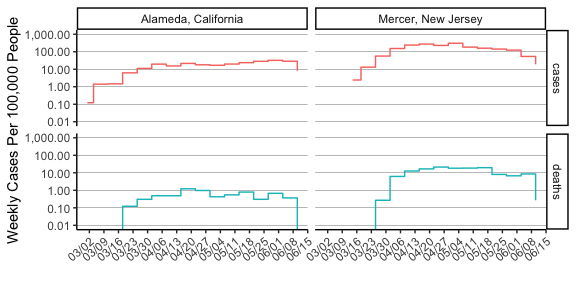 Alameda, California
Mercer, New Jersey
Weekly Cases Per 100,000 People
1,000.00
100.00
10.00
1.00
0.10
0.01
cases
1,000.00
100.00
10.00
1.00
0.10
0.01
deaths
03/02 03/09 03/16 03/23 03/30 04/06 04/13 04/20 04/27 05/04 05/11 05/18 05/25 06/01 06/08 06/15
03/02 03/09 03/16 03/23 03/30 04/06 04/13 04/20 04/27 05/04 05/11 05/18 05/25 06/01 06/08 06/15